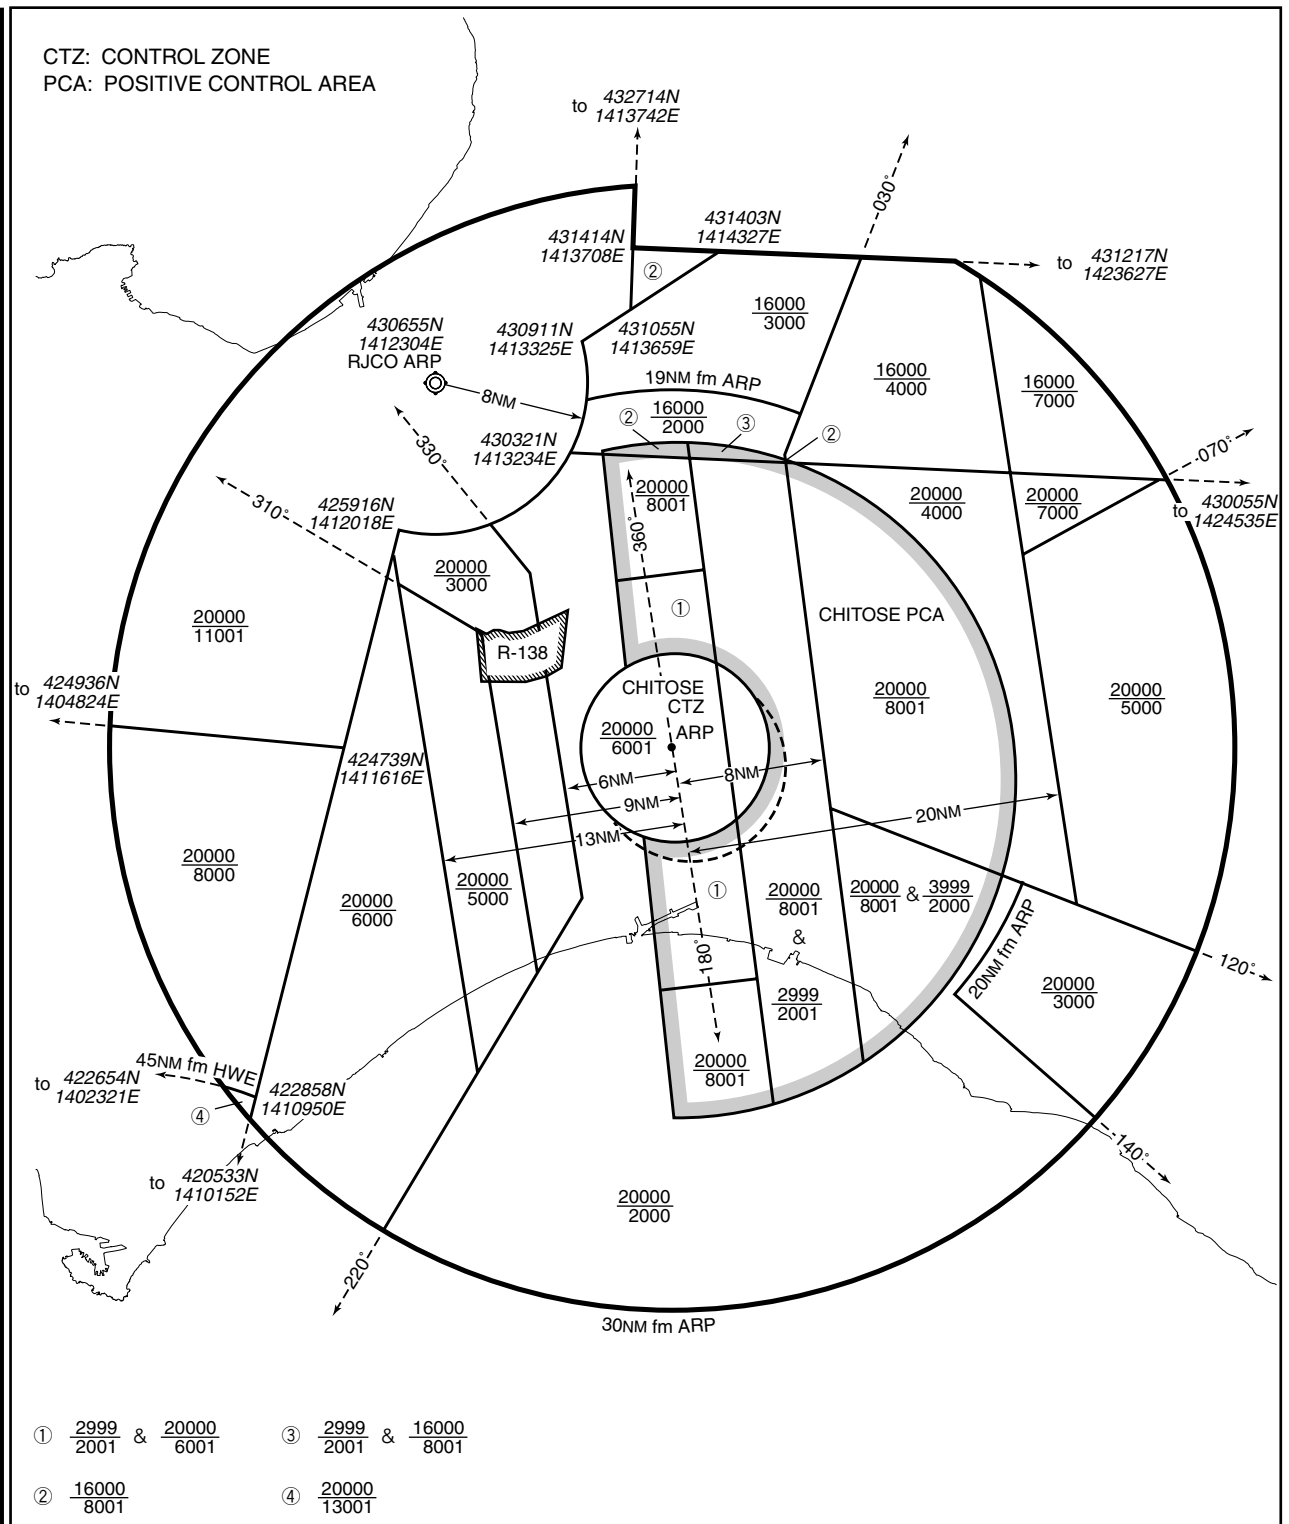 CTZ: CONTROL ZONE
PCA: POSITIVE CONTROL AREA
to 432714N
1413742E
030°
431403N
1414327E
431414N
1413708E
to 431217N
1423627E
②
16000
3000
430655N
1412304E
RJCO ARP
430911N
1413325E
431055N
1413659E
8NM
19NM fm ARP
16000
4000
16000
7000
②
16000
2000
③
②
430321N
1413234E
330°
070°
to 430055N
1424535E
310°
425916N
1412018E
20000
8001
360°
20000
4000
20000
7000
20000
3000
①
CHITOSE PCA
20000
11001
R-138
to 424936N
1404824E
CHITOSE
CTZ
20000
6001
ARP
20000
8001
20000
5000
424739N
1411616E
6NM
8NM
9NM
13NM
20NM
20000
8000
20000
6000
20000
5000
①
20000
8001
&
2999
2001
20000
8001
&
3999
2000
180°
20NM fm ARP
120°
20000
3000
45NM fm HWE
to 422654N
1402321E
④
422858N
1410950E
20000
8001
140°
to 420533N
1410152E
20000
2000
220°
30NM fm ARP
① 2999
2001
& 20000
6001
③ 2999
2001
& 16000
8001
② 16000
8001
④ 20000
13001